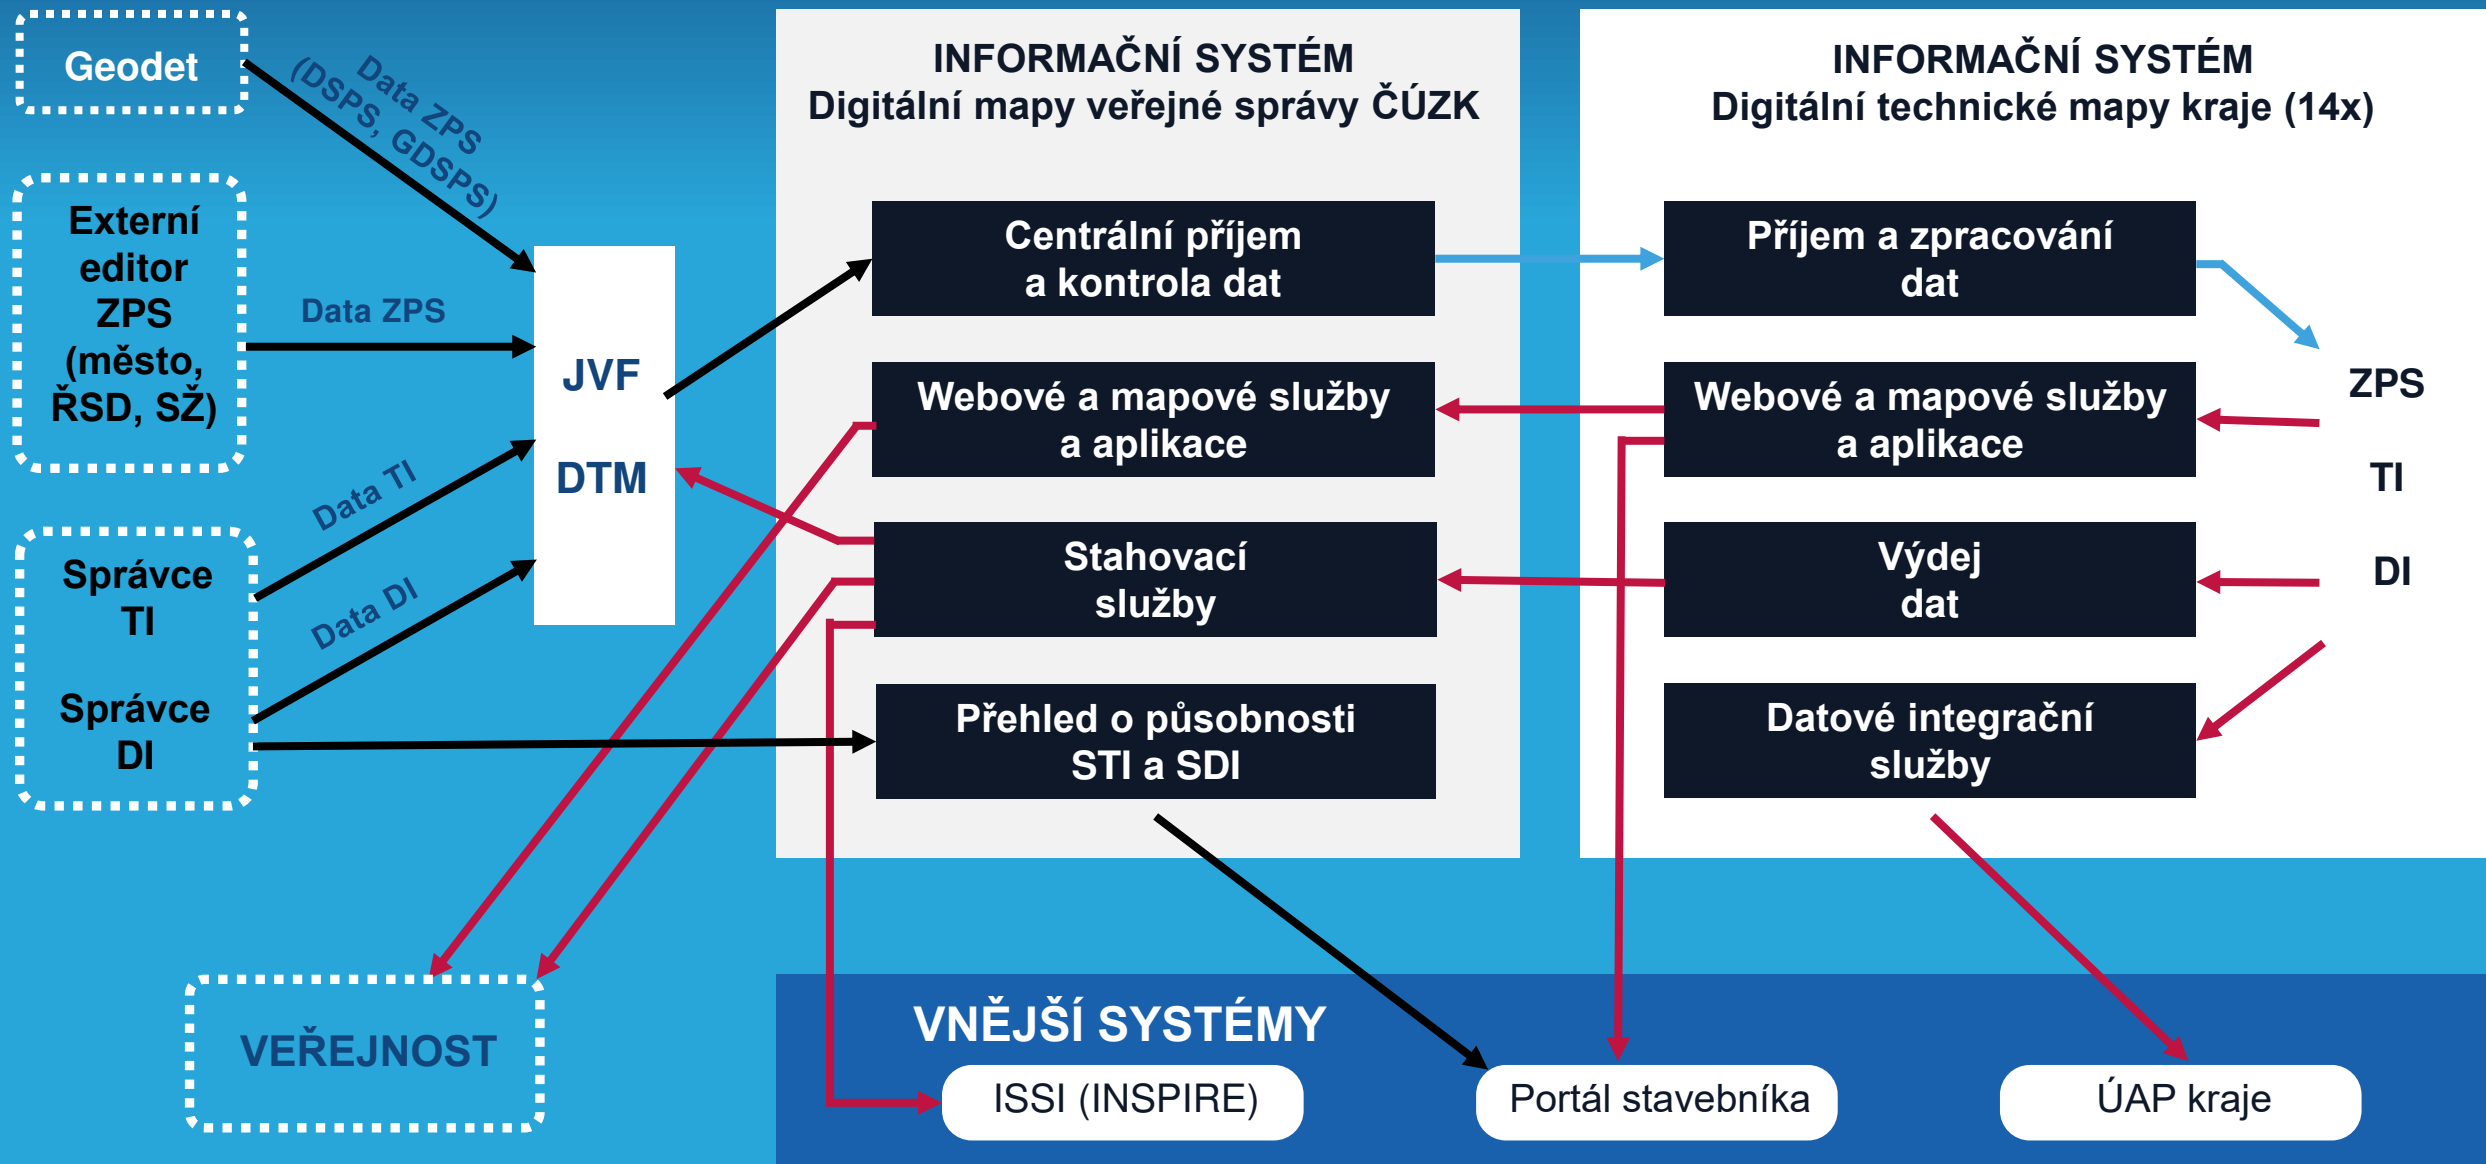 Geodet
Data ZPS
(DSPS, GDSPS)
Externí
editor
ZPS
(město,
ŘSD, SŽ)
Data ZPS
Data TI
Data DI
Správce
TI
Správce
DI
JVF
DTM
INFORMAČNÍ SYSTÉM
Digitální mapy veřejné správy ČÚZK
Centrální příjem
a kontrola dat
Webové a mapové služby
a aplikace
Stahovací
služby
Přehled o působnosti
STI a SDI
INFORMAČNÍ SYSTÉM
Digitální technické mapy kraje (14x)
Příjem a zpracování
dat
Webové a mapové služby
a aplikace
Výdej
dat
Datové integrační
služby
ZPS
TI
DI
VEŘEJNOST
VNĚJŠÍ SYSTÉMY
ISSI (INSPIRE)
Portál stavebníka
ÚAP kraje